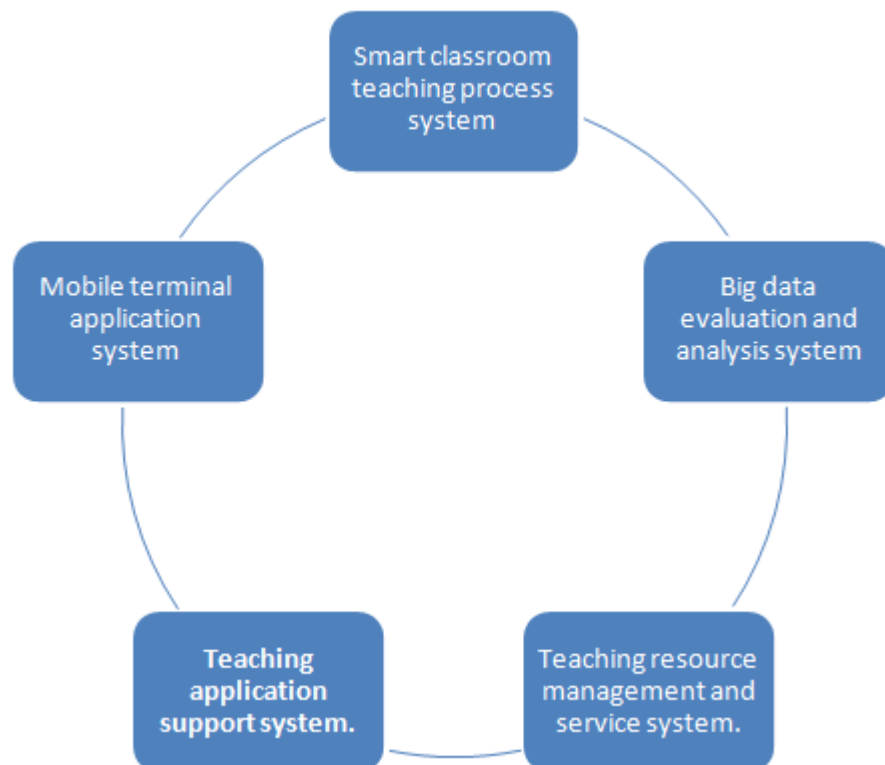 Smart classroom
teaching process
system
Big data
evaluation and
analysis system
Teaching resource
management and
service system.
Teaching
application
support system.
Mobile terminal
application
system